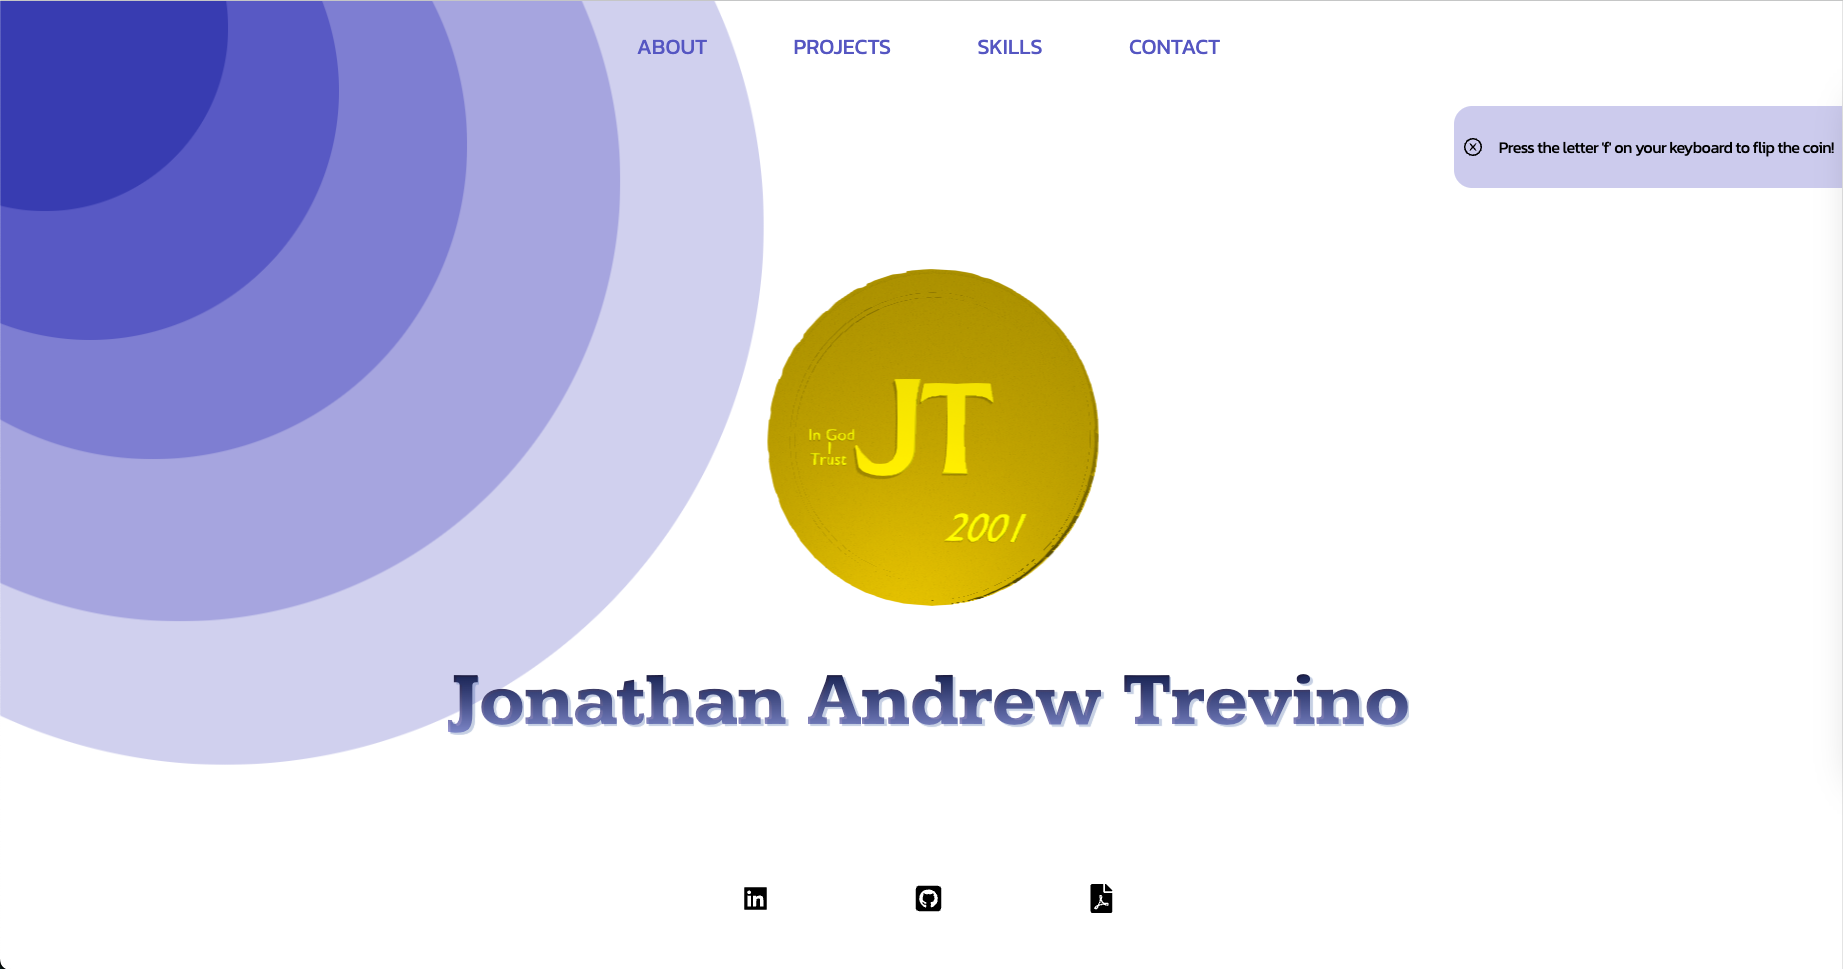 ABOUT PROJECTS SKILLS CONTACT
Press the letter 'f' on your keyboard to flip the coin!
JT
In God
I
Trust
2001
Jonathan Andrew Trevino
in